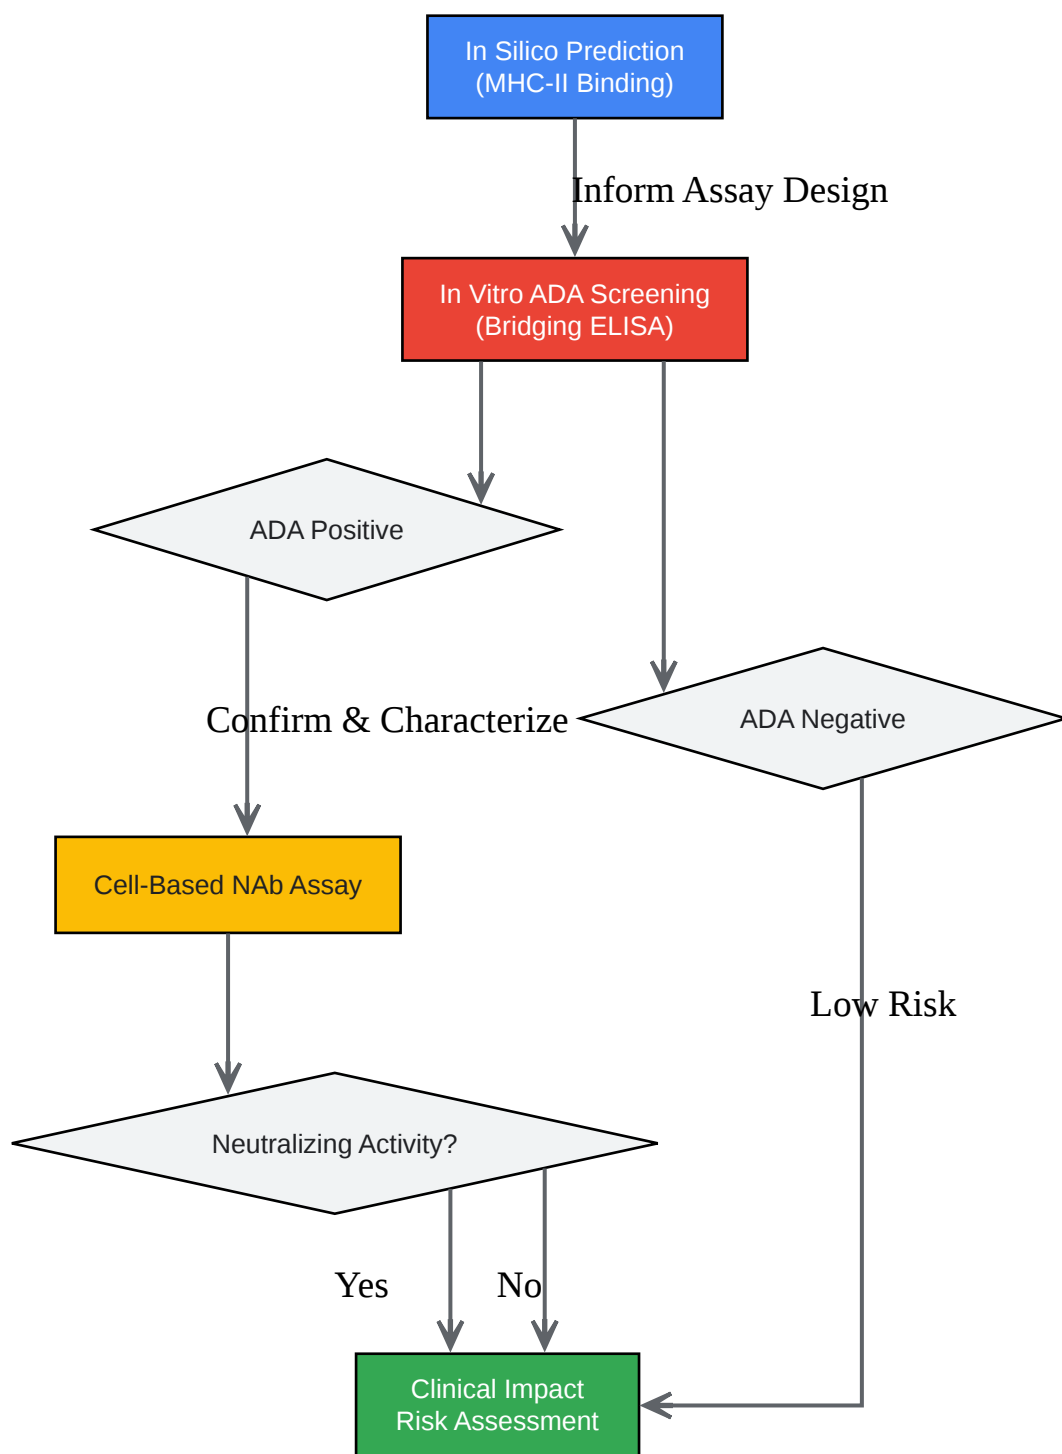 In Silico Prediction
(MHC-II Binding)
Inform Assay Design
In Vitro ADA Screening
(Bridging ELISA)
ADA Positive
Confirm & Characterize
ADA Negative
Cell-Based NAb Assay
Low Risk
Neutralizing Activity?
Yes
No
Clinical Impact
Risk Assessment